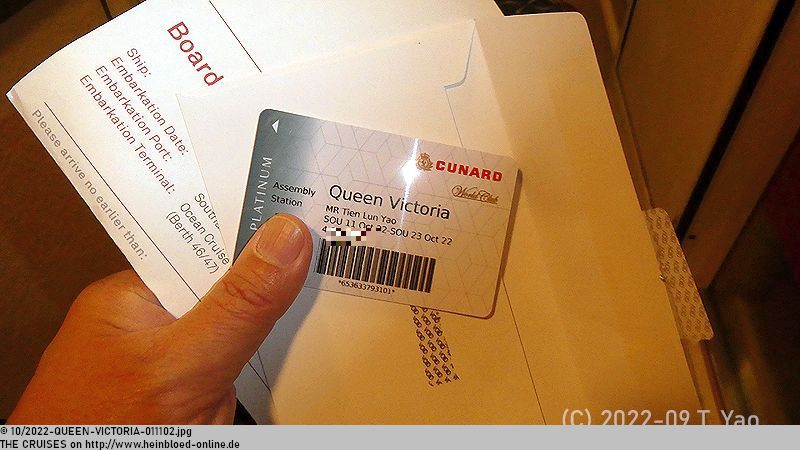 Board
Ship:
Embarkation Date:
Embarkation Port:
Embarkation Terminal:
Please arrive no earlier than:
Ocean Cruise
(Berth 46/47)
PLATINUM
CUNARD
World Club
Assembly
Station
Queen Victoria
MR Tien Lun Yao
SOU 11 Oct 22-SOU 23 Oct 22
*653633793101*
(C) 2022-09 T. Yao
© 10/2022-QUEEN-VICTORIA-011102.jpg
THE CRUISES on http://www.heinbloed-online.de